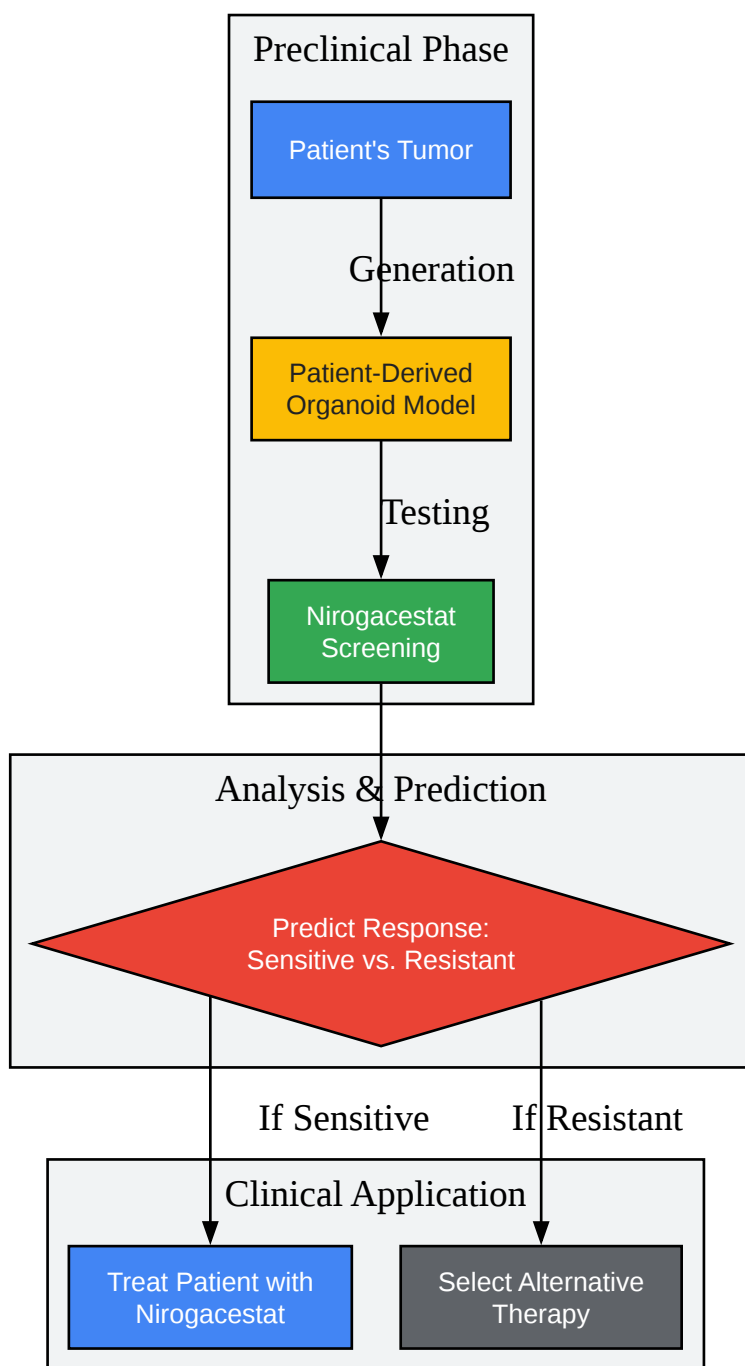 Preclinical Phase
Patient's Tumor
Generation
Patient-Derived
Organoid Model
Testing
Nirogacestat
Screening
Analysis & Prediction
Predict Response:
Sensitive vs. Resistant
If Sensitive
If Resistant
Clinical Application
Treat Patient with
Nirogacestat
Select Alternative
Therapy